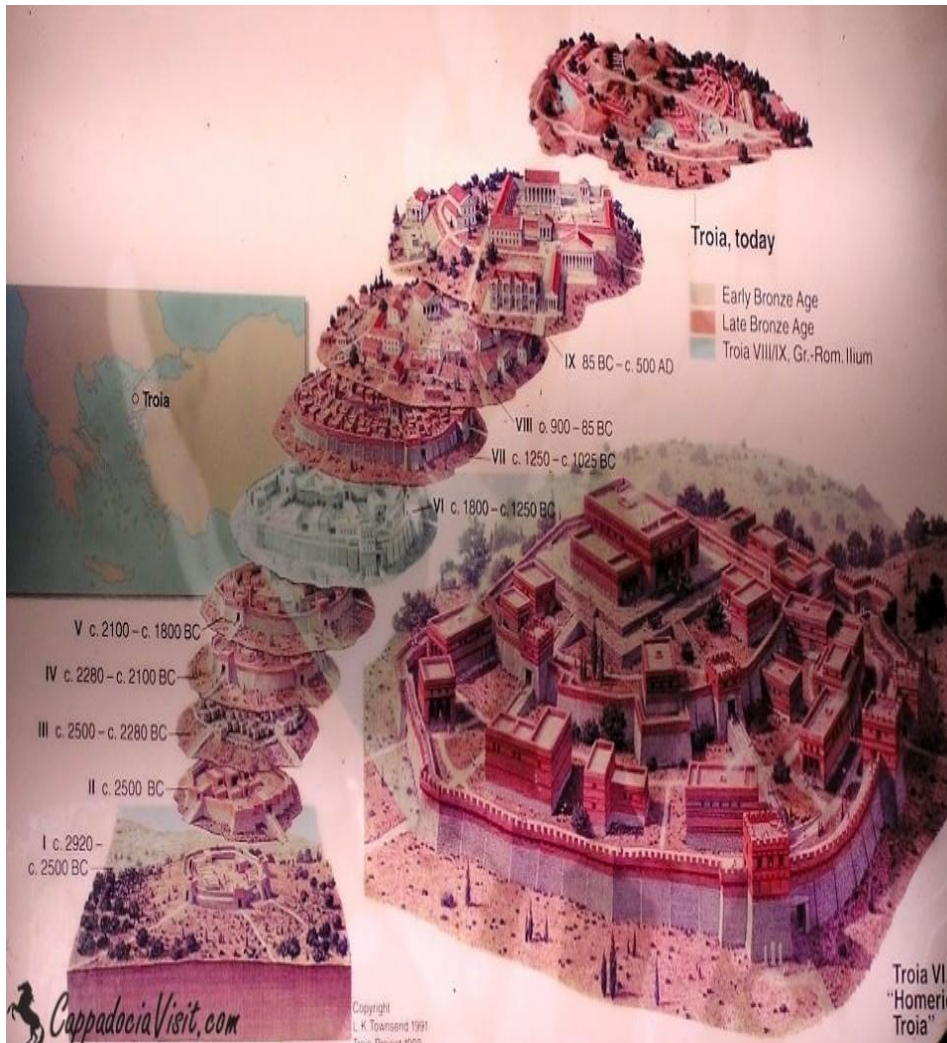 Troia, today
Early Bronze Age
Late Bronze Age
Troia VIII/IX, Gr.-Rom. Ilium
IX 85 BC – c. 500 AD
Troia
VIII c. 900 – 85 BC
VII c. 1250 – c. 1025 BC
VI c. 1800 – c. 1250 BC
V c. 2100 – c. 1800 BC
IV c. 2280 – c. 2100 BC
III c. 2500 – c. 2280 BC
II c. 2500 BC
I c. 2920 –
c. 2500 BC
Troia VI
"Homeri
Troia"
CappadociaVisit.com
Copyright
L. K. Townsend 1991